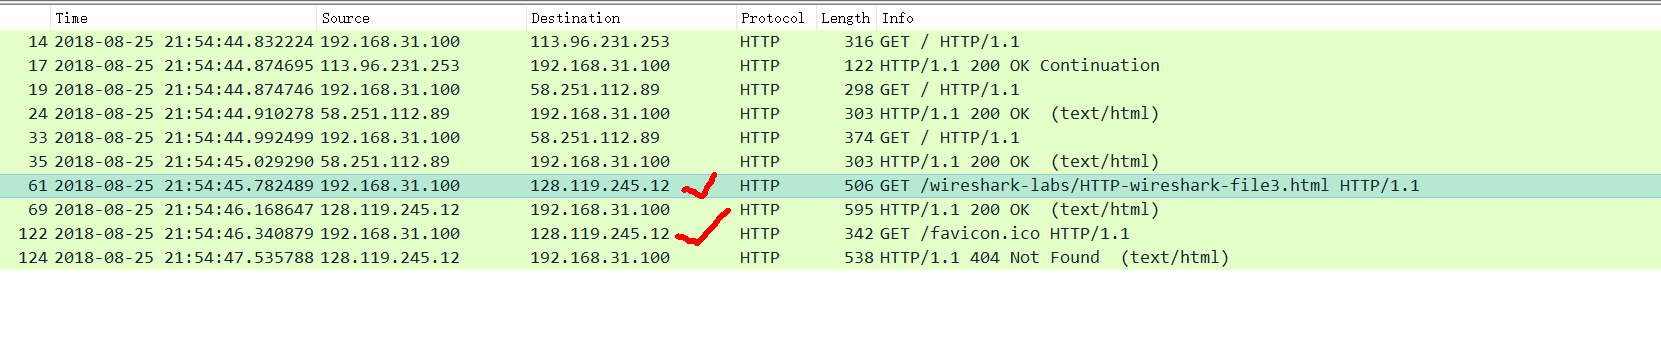 Time Source Destination Protocol Length Info
14 2018-08-25 21:54:44.832224 192.168.31.100 113.96.231.253 HTTP 316 GET / HTTP/1.1
17 2018-08-25 21:54:44.874695 113.96.231.253 192.168.31.100 HTTP 122 HTTP/1.1 200 OK Continuation
19 2018-08-25 21:54:44.874746 192.168.31.100 58.251.112.89 HTTP 298 GET / HTTP/1.1
24 2018-08-25 21:54:44.910278 58.251.112.89 192.168.31.100 HTTP 303 HTTP/1.1 200 OK (text/html)
33 2018-08-25 21:54:44.992499 192.168.31.100 58.251.112.89 HTTP 374 GET / HTTP/1.1
35 2018-08-25 21:54:45.029290 58.251.112.89 192.168.31.100 HTTP 303 HTTP/1.1 200 OK (text/html)
61 2018-08-25 21:54:45.782489 192.168.31.100 128.119.245.12 HTTP 506 GET /wireshark-labs/HTTP-wireshark-file3.html HTTP/1.1
69 2018-08-25 21:54:46.168647 128.119.245.12 192.168.31.100 HTTP 595 HTTP/1.1 200 OK (text/html)
122 2018-08-25 21:54:46.340879 192.168.31.100 128.119.245.12 HTTP 342 GET /favicon.ico HTTP/1.1
124 2018-08-25 21:54:47.535788 128.119.245.12 192.168.31.100 HTTP 538 HTTP/1.1 404 Not Found (text/html)